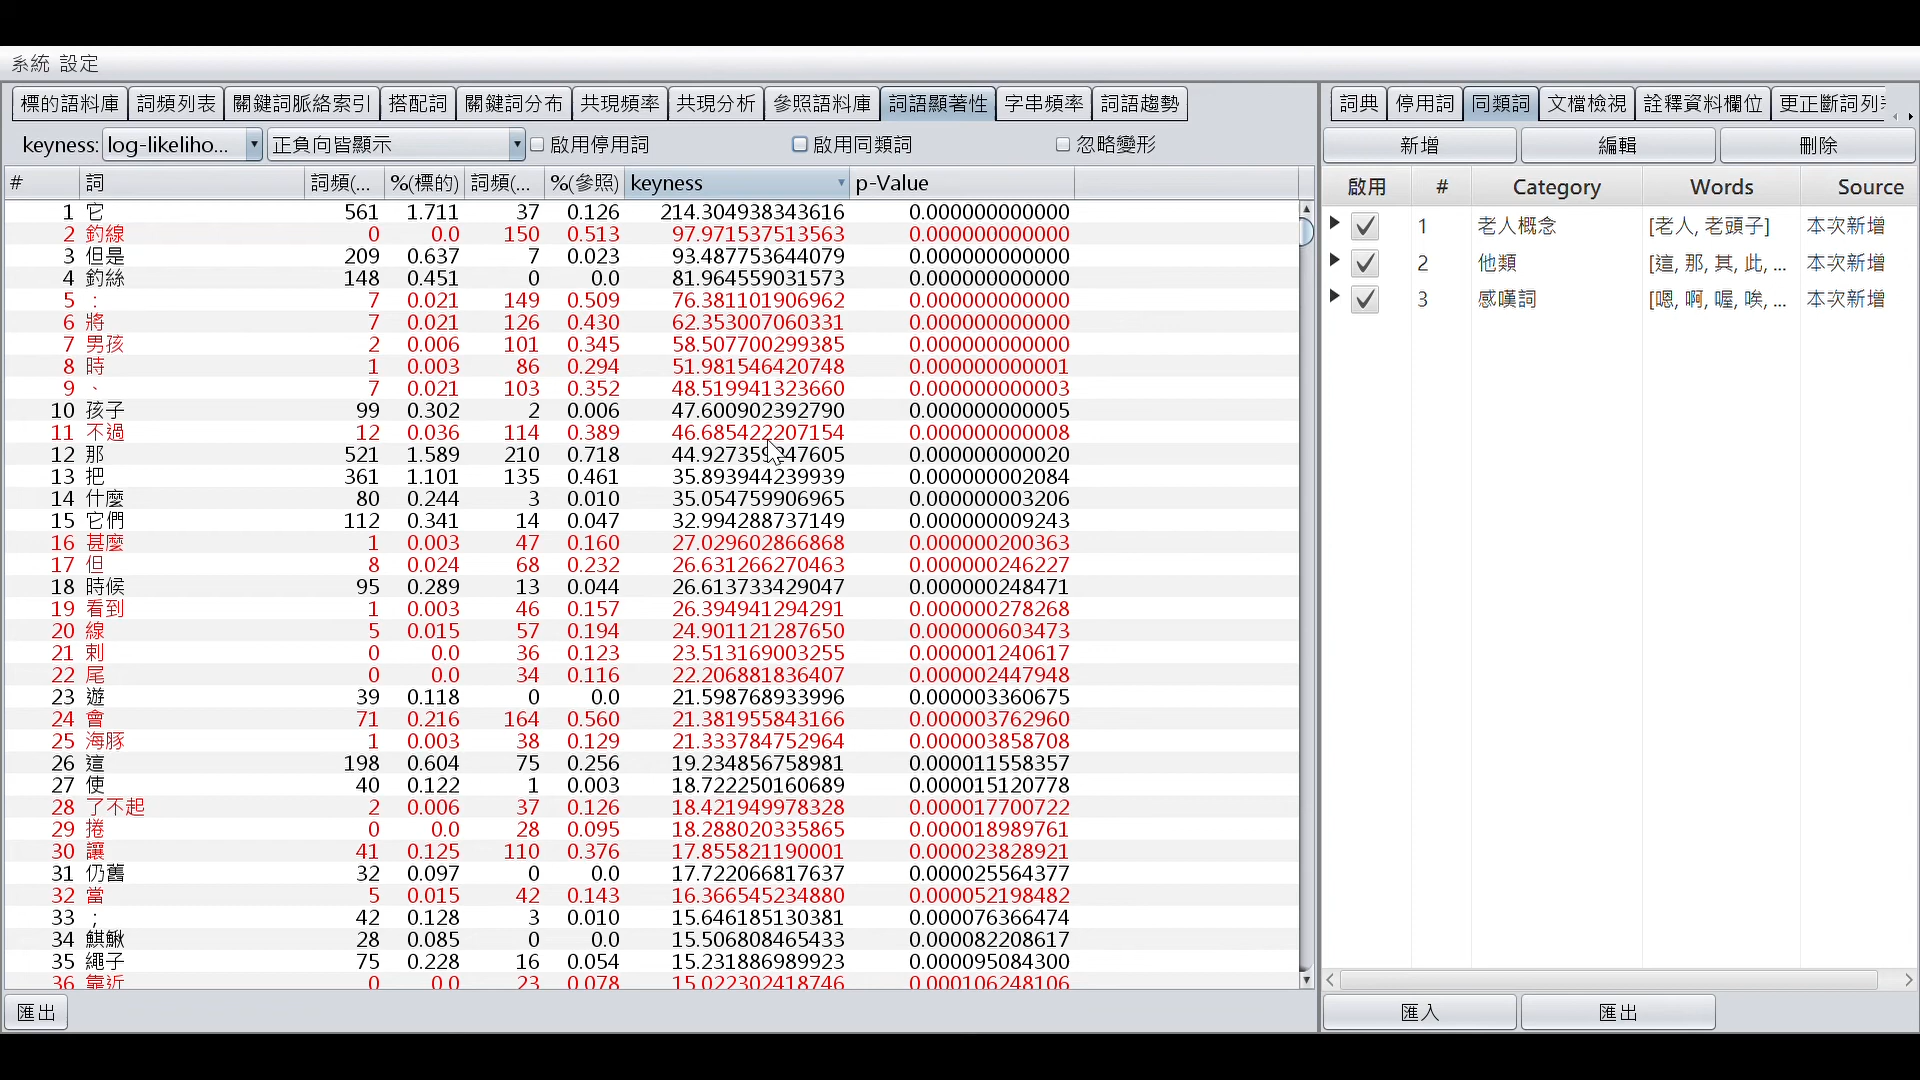 系統 設定
標的語料庫 詞頻列表 關鍵詞脈絡索引 搭配詞 關鍵詞分布 共現頻率 共現分析 參照語料庫 詞語顯著性 字串頻率 詞語趨勢
keyness: log-likeliho... 正負向皆顯示 啟用停用詞 啟用同類詞 忽略變形
# 詞 詞頻(... %(標的) 詞頻(... %(參照) keyness p-Value
1 它 561 1.711 37 0.126 214.304938343616 0.000000000000
2 釣線 0 0.0 150 0.513 97.971537513563 0.000000000000
3 但是 209 0.637 7 0.023 93.487753644079 0.000000000000
4 釣絲 148 0.451 0 0.0 81.964559031573 0.000000000000
5 : 7 0.021 149 0.509 76.381101906962 0.000000000000
6 將 7 0.021 126 0.430 62.353007060331 0.000000000000
7 男孩 2 0.006 101 0.345 58.507700299385 0.000000000000
8 時 1 0.003 86 0.294 51.981546420748 0.000000000001
9 、 7 0.021 103 0.352 48.519941323660 0.000000000003
10 孩子 99 0.302 2 0.006 47.600902392790 0.000000000005
11 不過 12 0.036 114 0.389 46.685422207154 0.000000000008
12 那 521 1.589 210 0.718 0.000000000020
13 把 361 1.101 135 0.461 35.893944239939 0.000000002084
14 什麼 80 0.244 3 0.010 35.054759906965 0.000000003206
15 它們 112 0.341 14 0.047 32.994288737149 0.000000009243
16 甚麼 1 0.003 47 0.160 27.029602866868 0.000000200363
17 但 8 0.024 68 0.232 26.631266270463 0.000000246227
18 時候 95 0.289 13 0.044 26.613733429047 0.000000248471
19 看到 1 0.003 46 0.157 26.394941294291 0.000000278268
20 線 5 0.015 57 0.194 24.901121287650 0.000000603473
21 刺 0 0.0 36 0.123 23.513169003255 0.000001240617
22 尾 0 0.0 34 0.116 22.206881836407 0.000002447948
23 遊 39 0.118 0 0.0 21.598768933996 0.000003360675
24 會 71 0.216 164 0.560 21.381955843166 0.000003762960
25 海豚 1 0.003 38 0.129 21.333784752964 0.000003858708
26 這 198 0.604 75 0.256 19.234856758981 0.000011558357
27 使 40 0.122 1 0.003 18.722250160689 0.000015120778
28 了不起 2 0.006 37 0.126 18.421949978328 0.000017700722
29 捲 0 0.0 28 0.095 18.288020335865 0.000018989761
30 讓 41 0.125 110 0.376 17.855821190001 0.000023828921
31 仍舊 32 0.097 0 0.0 17.722066817637 0.000025564377
32 當 5 0.015 42 0.143 16.366545234880 0.000052198482
33 ; 42 0.128 3 0.010 15.646185130381 0.000076366474
34 鯕鰍 28 0.085 0 0.0 15.506808465433 0.000082208617
35 繩子 75 0.228 16 0.054 15.231886989923 0.000095084300
36 靠近 0 0.0 23 0.078 15.022302418746 0.000106248106
匯出
詞典 停用詞 同類詞 文檔檢視 詮釋資料欄位 更正斷詞列
新增 編輯 刪除
啟用 # Category Words Source
1 老人概念 [老人, 老頭子] 本次新增
2 他類 [這, 那, 其, 此, ... 本次新增
3 感嘆詞 [嗯, 啊, 喔, 唉, ... 本次新增
匯入 匯出